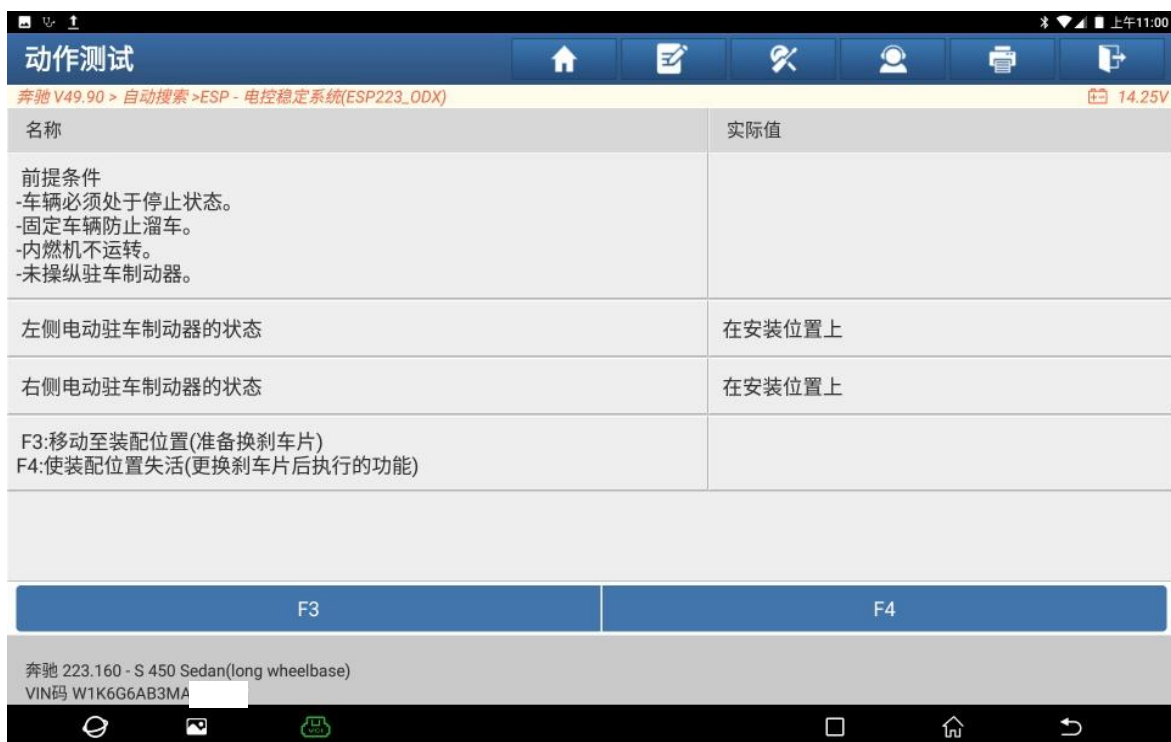 上午11:00
动作测试
奔驰 V49.90 > 自动搜索 >ESP - 电控稳定系统(ESP223_ODX)
14.25V
名称
实际值
前提条件
-车辆必须处于停止状态。
-固定车辆防止溜车。
-内燃机不运转。
-未操纵驻车制动器。
左侧电动驻车制动器的状态
在安装位置上
右侧电动驻车制动器的状态
在安装位置上
F3:移动至装配位置(准备换刹车片)
F4:使装配位置失活(更换刹车片后执行的功能)
F3
F4
奔驰 223.160 - S 450 Sedan(long wheelbase)
VIN码 W1K6G6AB3MA
VCI